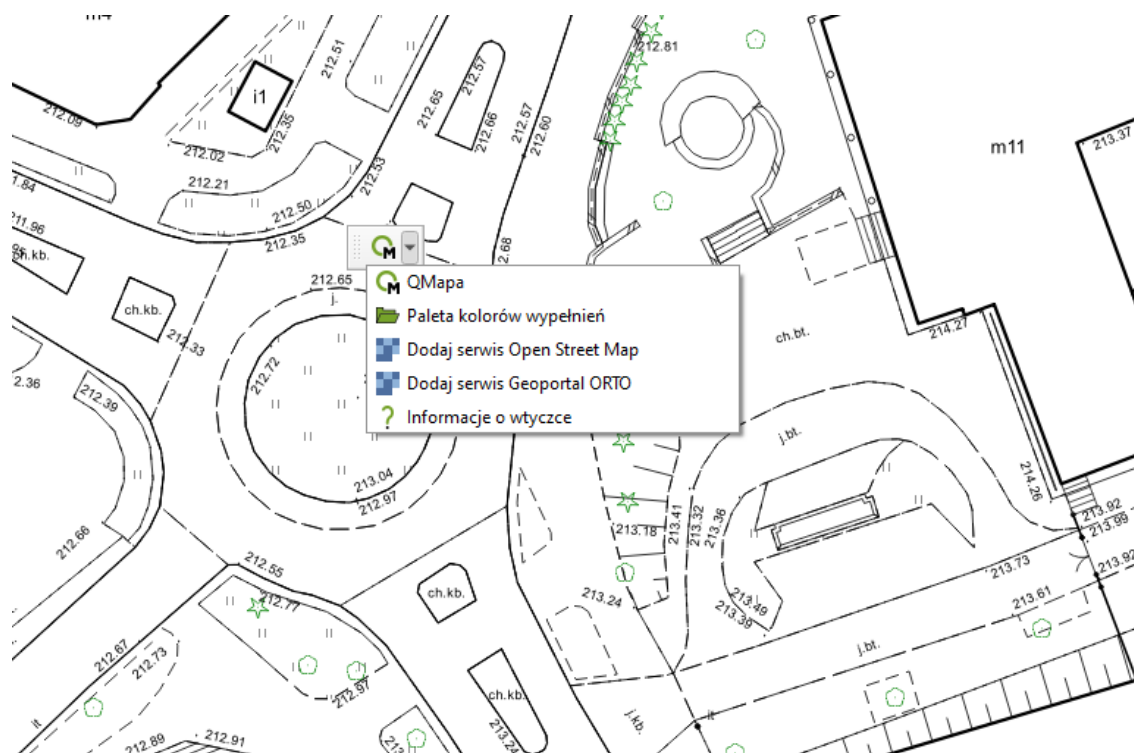 212.81
212.51
212.57
212.65
212.66
212.57
212.60
i1
212.09
212.35
212.02
m11
213.37
212.53
212.21
212.50
212.35
1.84
211.96
ch.kb.
212.65
j.
QMapa
Paleta kolorów wypełnień
Dodaj serwis Open Street Map
Dodaj serwis Geoportal ORTO
Informacje o wtyczce
2.68
ch.kb.
212.33
212.72
ch.bt.
214.27
2.36
212.39
j.bt.
213.04
212.97
214.26
213.41
213.32
213.36
213.18
213.92
213.99
212.66
212.55
213.73
213.92
212.77
ch.kb.
213.24
213.49
213.39
213.61
212.67
212.73
j.bt.
212.97
ch.kb.
it
j.kb.
it
212.89
212.91
213.24